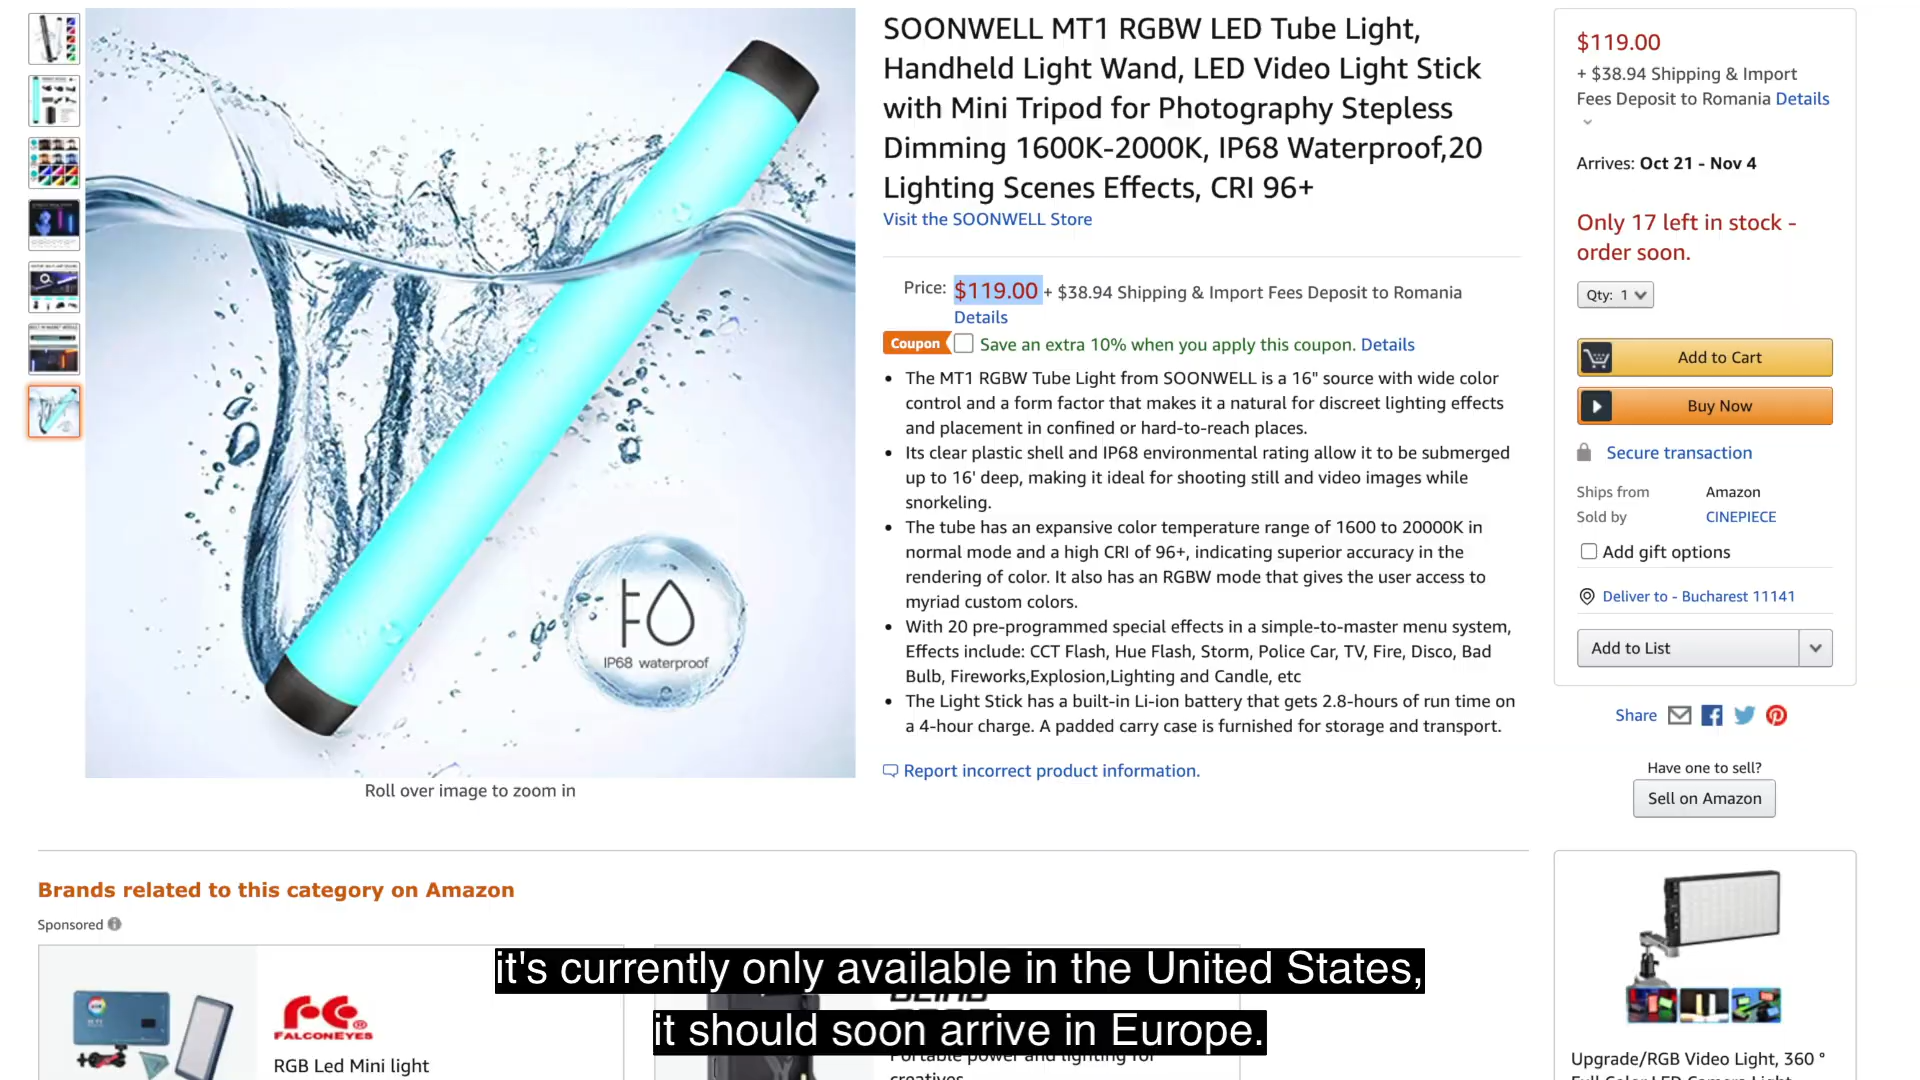 SOONWELL MT1 RGBW LED Tube Light,
Handheld Light Wand, LED Video Light Stick
with Mini Tripod for Photography Stepless
Dimming 1600K-2000K, IP68 Waterproof,20
Lighting Scenes Effects, CRI 96+
Visit the SOONWELL Store
Price: $119.00 + $38.94 Shipping & Import Fees Deposit to Romania
Details
Coupon Save an extra 10% when you apply this coupon. Details
The MT1 RGBW Tube Light from SOONWELL is a 16" source with wide color
control and a form factor that makes it a natural for discreet lighting effects
and placement in confined or hard-to-reach places.
Its clear plastic shell and IP68 environmental rating allow it to be submerged
up to 16' deep, making it ideal for shooting still and video images while
snorkeling.
The tube has an expansive color temperature range of 1600 to 20000K in
normal mode and a high CRI of 96+, indicating superior accuracy in the
rendering of color. It also has an RGBW mode that gives the user access to
myriad custom colors.
With 20 pre-programmed special effects in a simple-to-master menu system,
Effects include: CCT Flash, Hue Flash, Storm, Police Car, TV, Fire, Disco, Bad
Bulb, Fireworks,Explosion,Lighting and Candle, etc
The Light Stick has a built-in Li-ion battery that gets 2.8-hours of run time on
a 4-hour charge. A padded carry case is furnished for storage and transport.
Report incorrect product information.
IP68 waterproof
Roll over image to zoom in
$119.00
+ $38.94 Shipping & Import
Fees Deposit to Romania Details
Arrives: Oct 21 - Nov 4
Only 17 left in stock -
order soon.
Qty: 1
Add to Cart
Buy Now
Secure transaction
Ships from Amazon
Sold by CINEPIECE
Add gift options
Deliver to - Bucharest 11141
Add to List
Share
Have one to sell?
Sell on Amazon
Brands related to this category on Amazon
Sponsored
FALCONEYES
RGB Led Mini light
Portable power and lighting for
creatives
Upgrade/RGB Video Light, 360 °
Full Color LED Camera Light
it's currently only available in the United States,
it should soon arrive in Europe.